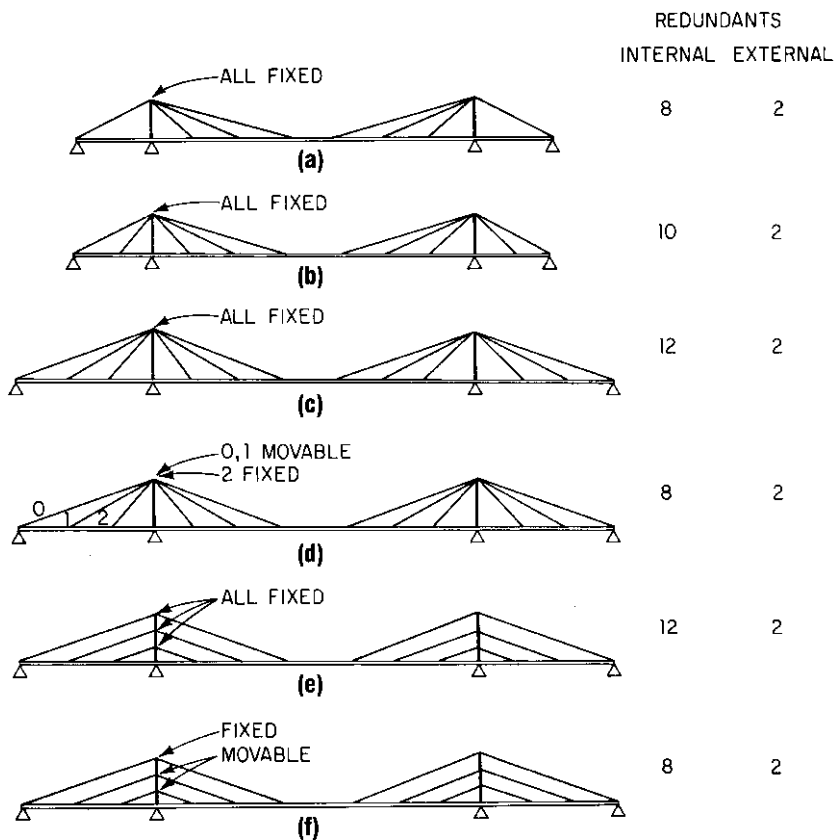 REDUNDANTS
INTERNAL EXTERNAL
ALL FIXED
8 2
(a)
ALL FIXED
10 2
(b)
ALL FIXED
12 2
(c)
0,1 MOVABLE
2 FIXED
0
1
2
8 2
(d)
ALL FIXED
12 2
(e)
FIXED
MOVABLE
8 2
(f)